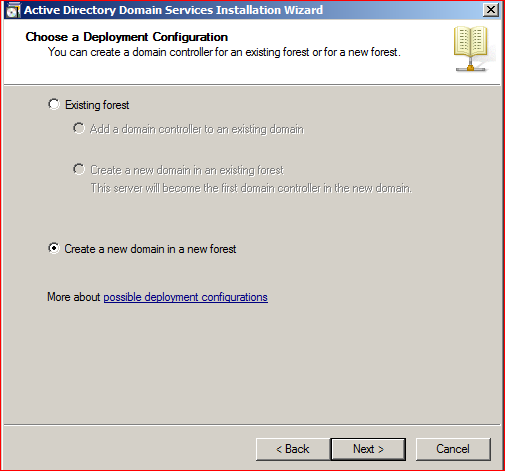 Active Directory Domain Services Installation Wizard
Choose a Deployment Configuration
You can create a domain controller for an existing forest or for a new forest.
Existing forest
Add a domain controller to an existing domain
Create a new domain in an existing forest
This server will become the first domain controller in the new domain.
Create a new domain in a new forest
More about possible deployment configurations
< Back Next > Cancel